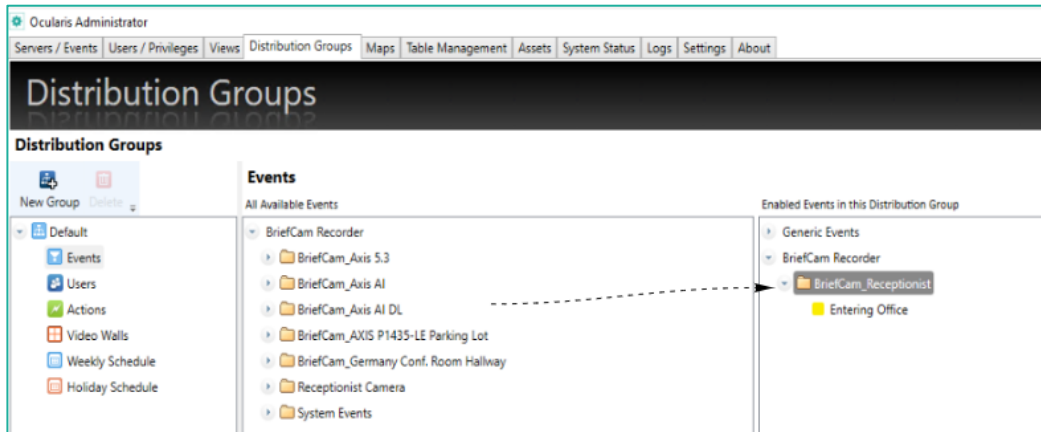 Ocularis Administrator
Servers / Events Users / Privileges Views Distribution Groups Maps Table Management Assets System Status Logs Settings About
Distribution Groups
Distribution Groups
New Group Delete
Default
Events
Users
Actions
Video Walls
Weekly Schedule
Holiday Schedule
Events
All Available Events
BriefCam Recorder
BriefCam_Axis 5.3
BriefCam_Axis AI
BriefCam_Axis AI DL
BriefCam_AXIS P1435-LE Parking Lot
BriefCam_Germany Conf. Room Hallway
Receptionist Camera
System Events
Enabled Events in this Distribution Group
Generic Events
BriefCam Recorder
BriefCam_Receptionist
Entering Office